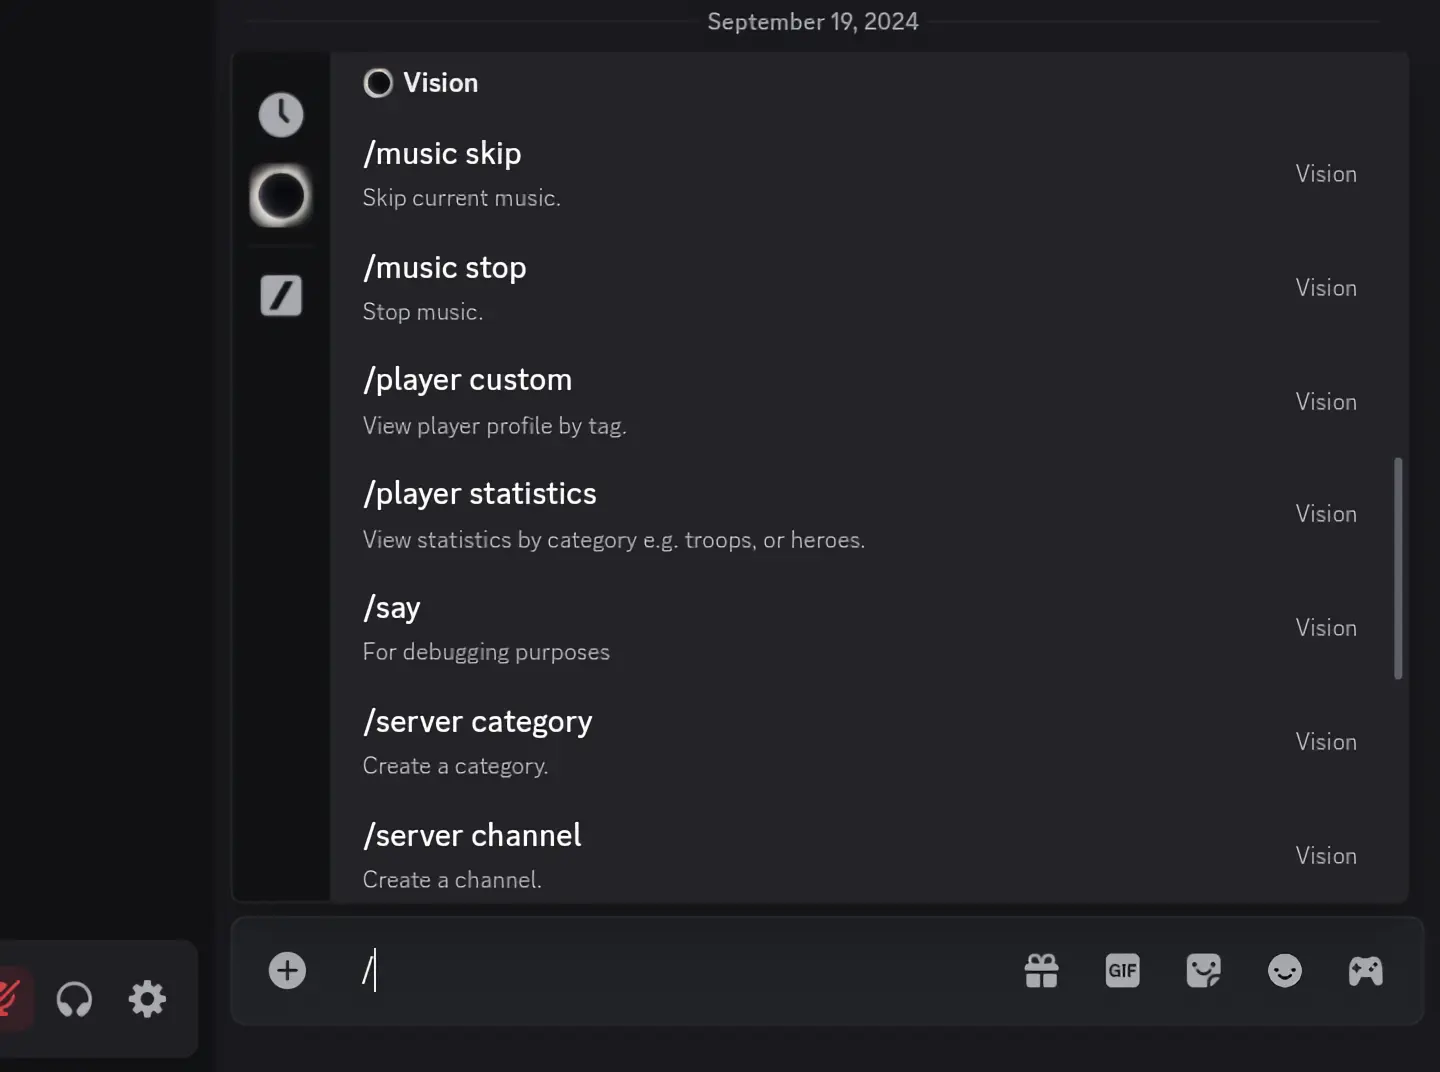 September 19, 2024
Vision
/music skip
Skip current music.
Vision
/music stop
Stop music.
Vision
/player custom
View player profile by tag.
Vision
/player statistics
View statistics by category e.g. troops, or heroes.
Vision
/say
For debugging purposes
Vision
/server category
Create a category.
Vision
/server channel
Create a channel.
Vision
/
GIF